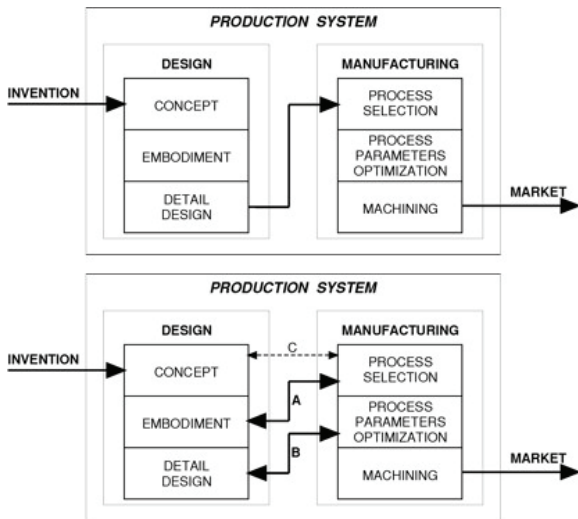 PRODUCTION SYSTEM
DESIGN
MANUFACTURING
INVENTION
CONCEPT
PROCESS
SELECTION
EMBODIMENT
PROCESS
PARAMETERS
OPTIMIZATION
DETAIL
DESIGN
MACHINING
MARKET
PRODUCTION SYSTEM
DESIGN
MANUFACTURING
INVENTION
CONCEPT
C
PROCESS
SELECTION
A
EMBODIMENT
PROCESS
PARAMETERS
OPTIMIZATION
B
DETAIL
DESIGN
MACHINING
MARKET